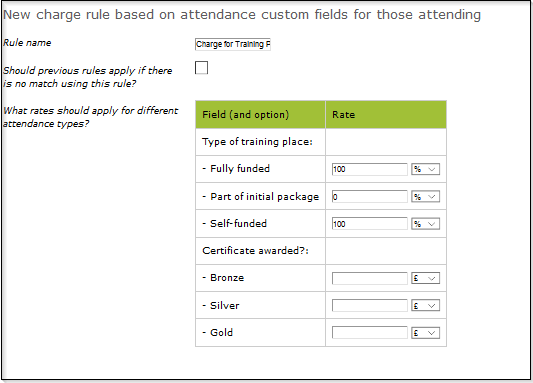 New charge rule based on attendance custom fields for those attending
Rule name
Charge for Training F
Should previous rules apply if there
is no match using this rule?
What rates should apply for different
attendance types?
Field (and option) Rate
Type of training place:
- Fully funded 100 %
- Part of initial package 0 %
- Self-funded 100 %
Certificate awarded?:
- Bronze £
- Silver £
- Gold £